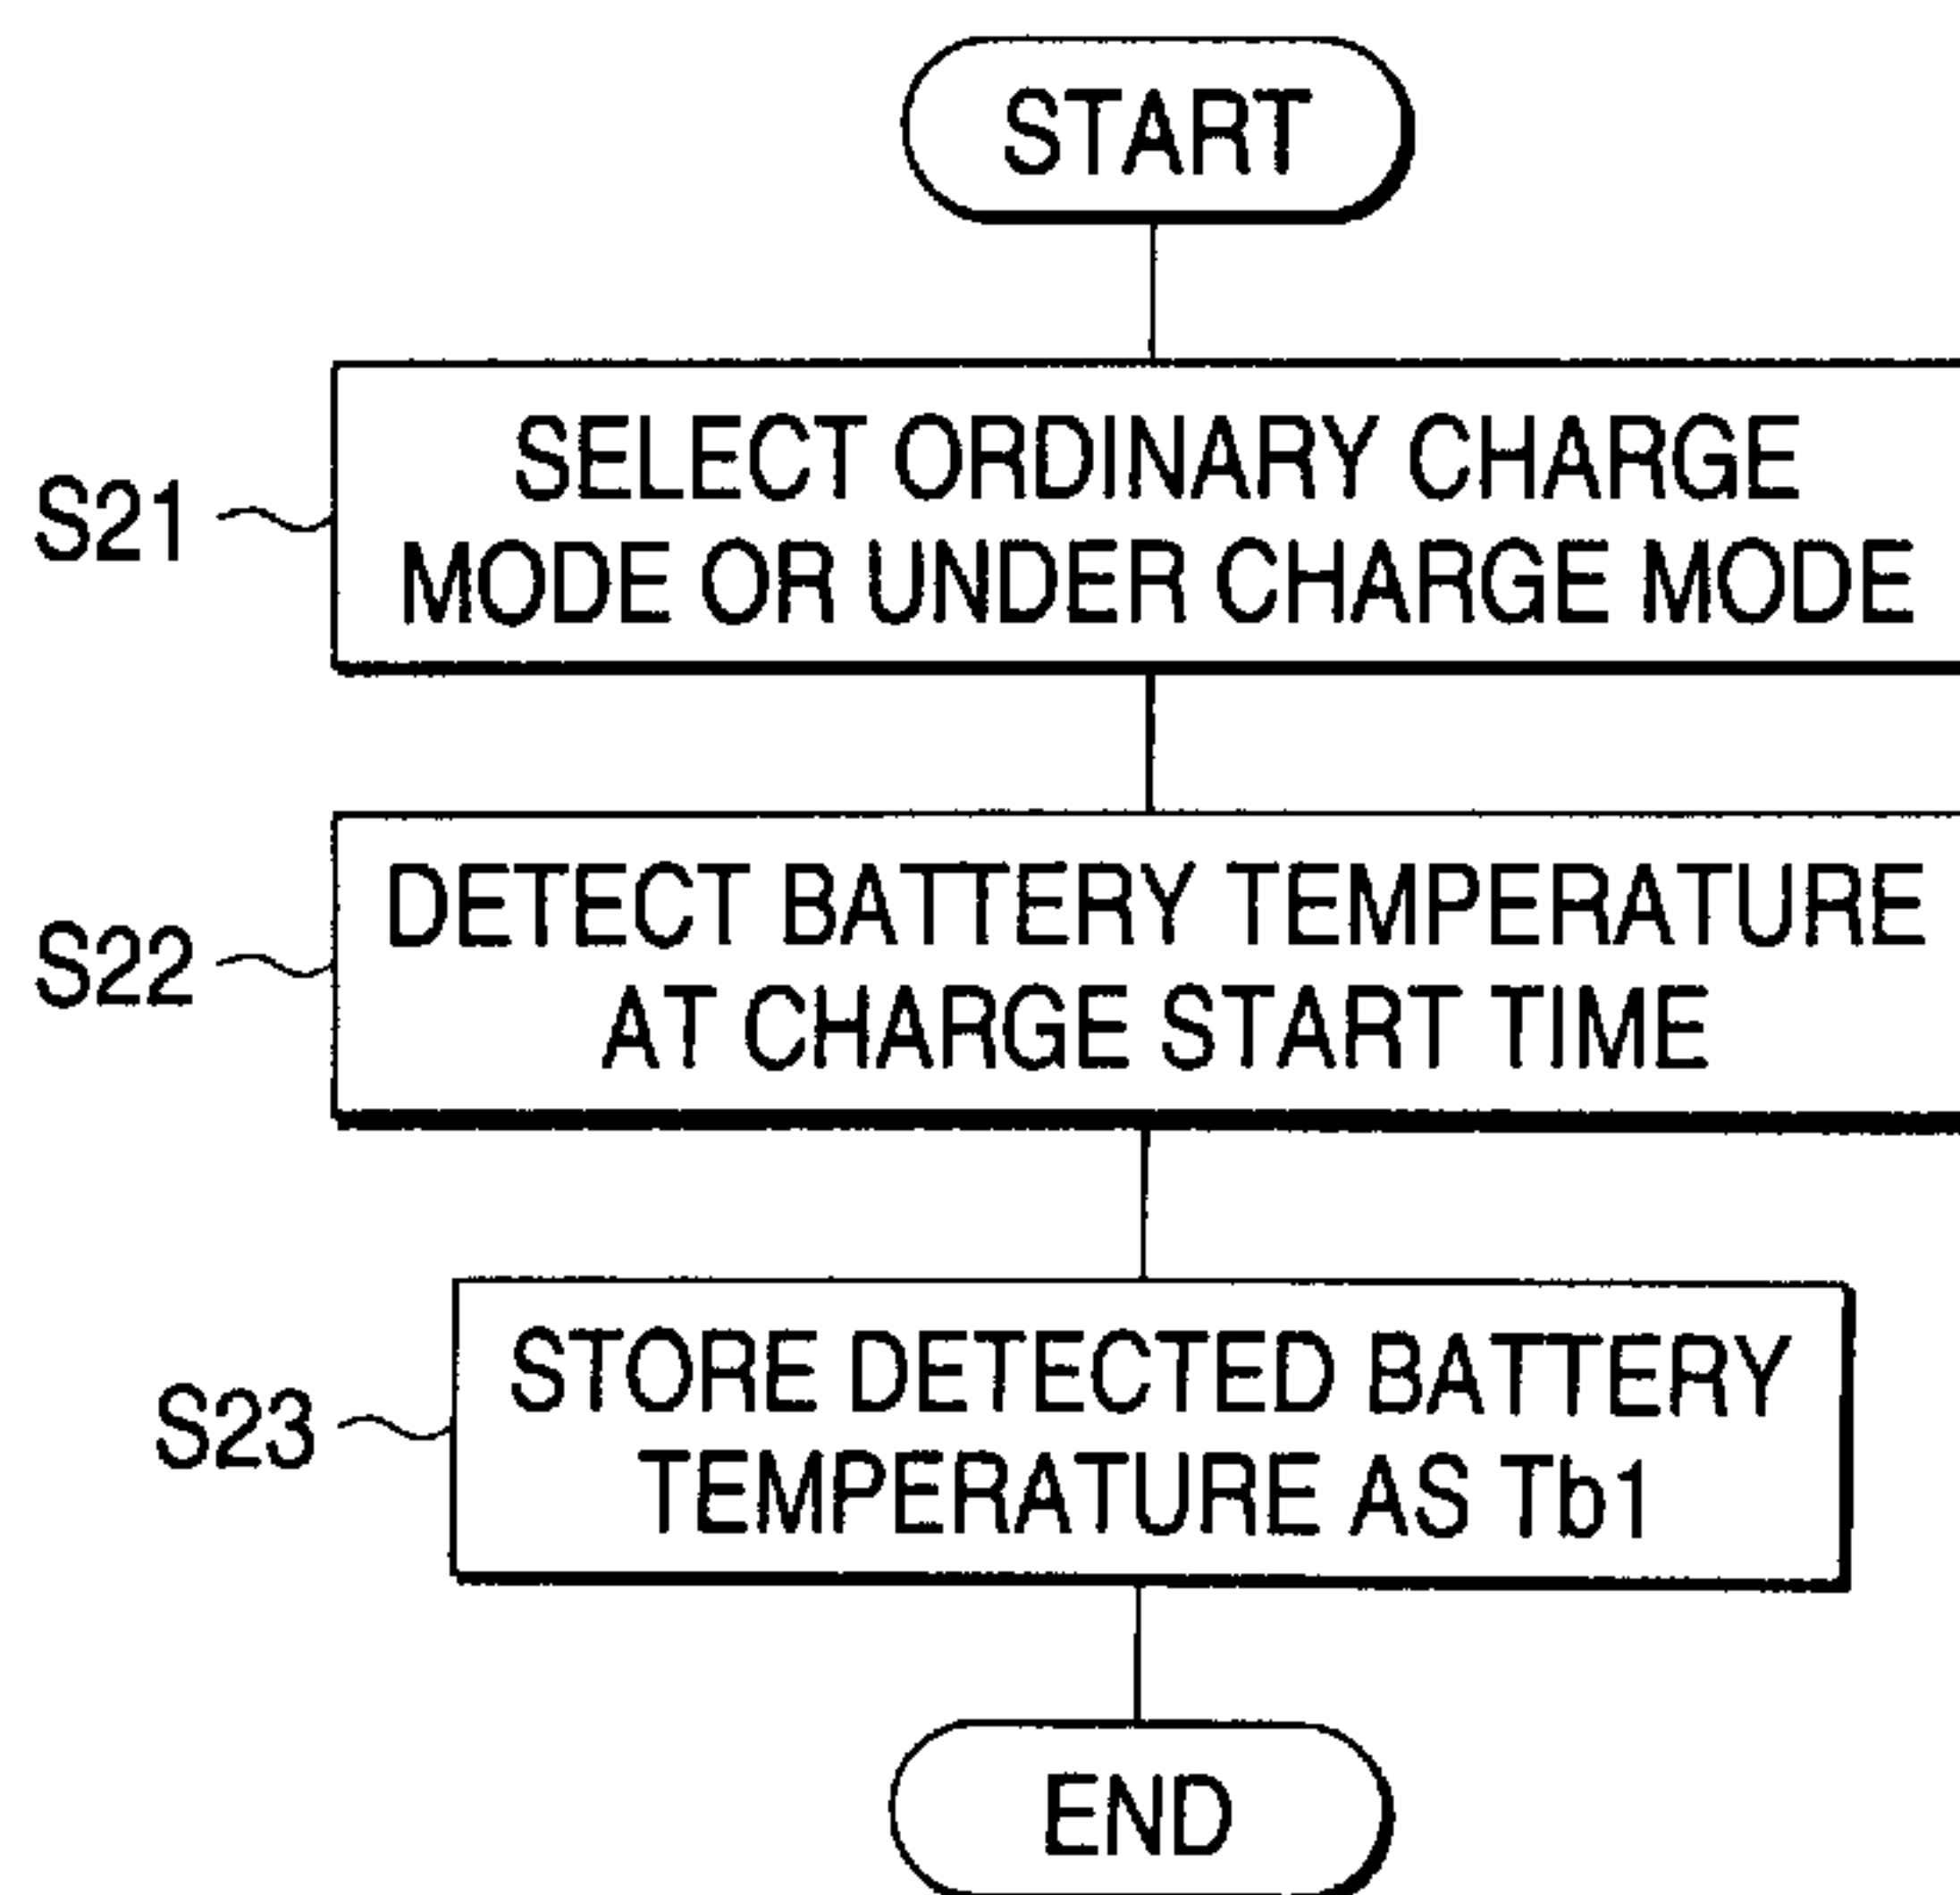 START
S21
SELECT ORDINARY CHARGE
MODE OR UNDER CHARGE MODE
S22
DETECT BATTERY TEMPERATURE
AT CHARGE START TIME
S23
STORE DETECTED BATTERY
TEMPERATURE AS Tb1
END